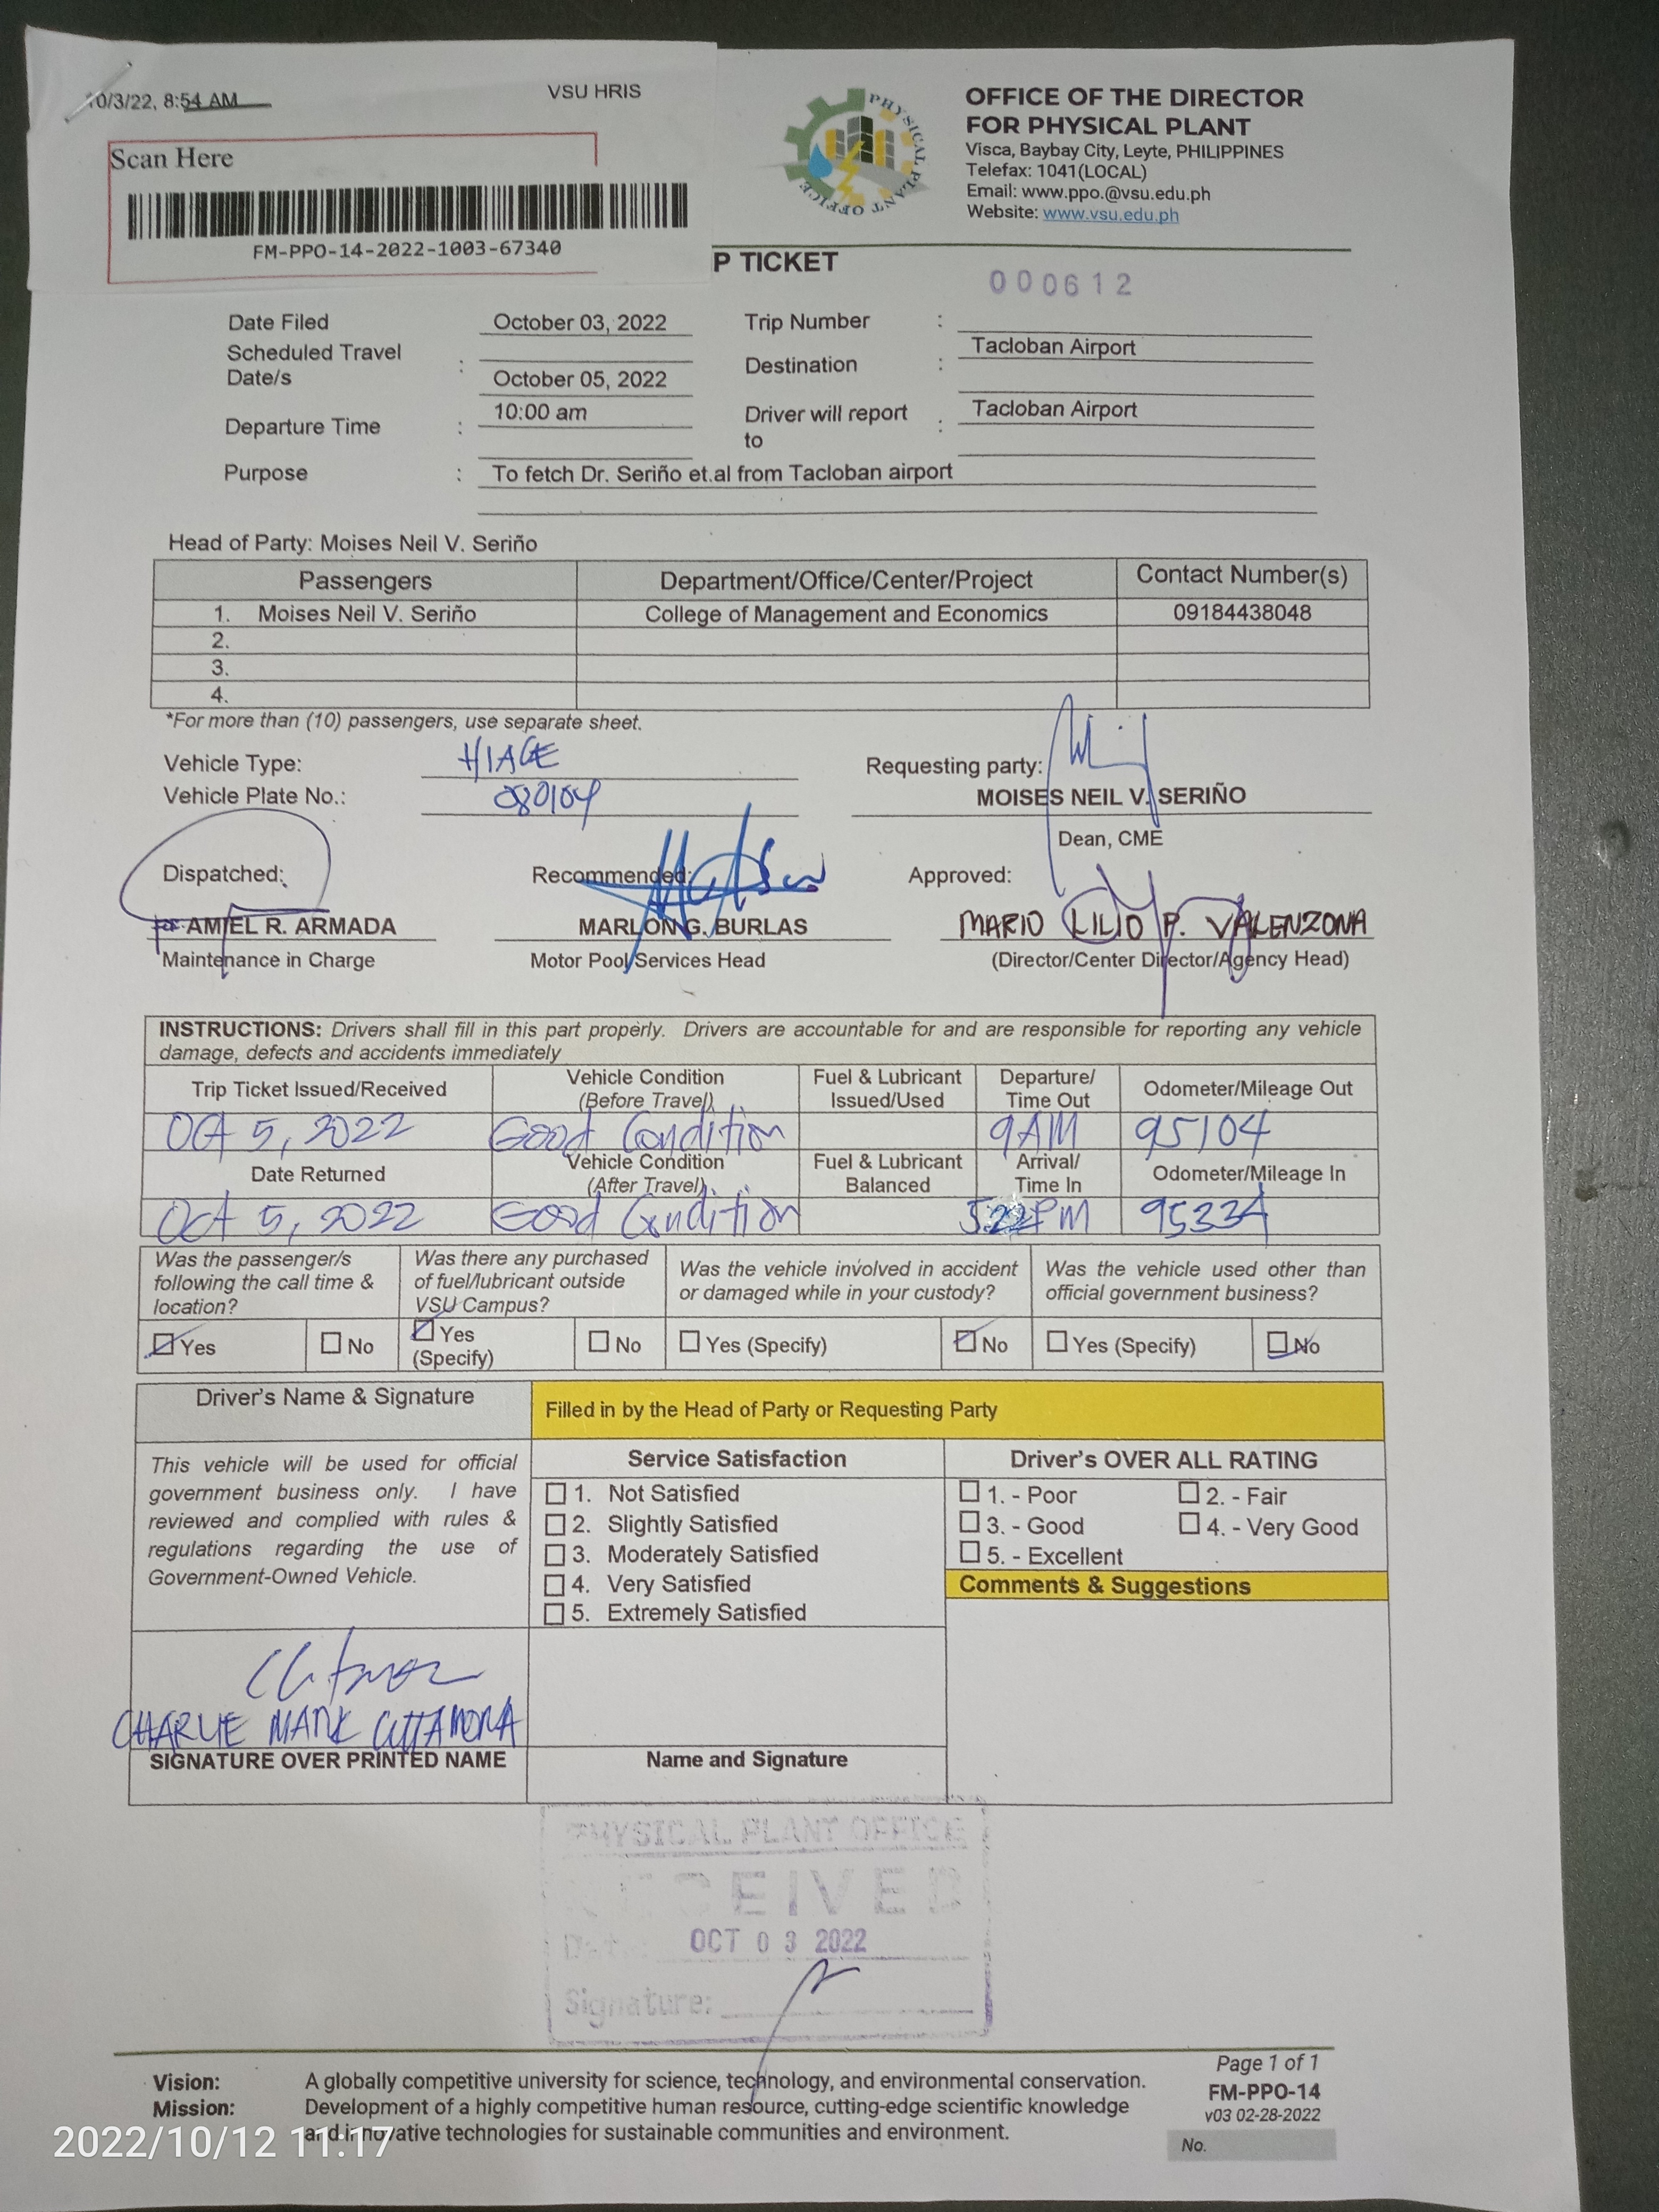 10/3/22, 8:54 AM
VSU HRIS
Scan Here
FM-PPO-14-2022-1003-67340
PHYSICAL PLANT OFFICE
OFFICE OF THE DIRECTOR
FOR PHYSICAL PLANT
Visca, Baybay City, Leyte, PHILIPPINES
Telefax: 1041(LOCAL)
Email: www.ppo.@vsu.edu.ph
Website: www.vsu.edu.ph
P TICKET
000612
Date Filed October 03, 2022 Trip Number :
Scheduled Travel Date/s : October 05, 2022 Destination : Tacloban Airport
Departure Time : 10:00 am Driver will report to : Tacloban Airport
Purpose : To fetch Dr. Seriño et.al from Tacloban airport
Head of Party: Moises Neil V. Seriño
Passengers Department/Office/Center/Project Contact Number(s)
1. Moises Neil V. Seriño College of Management and Economics 09184438048
2.
3.
4.
*For more than (10) passengers, use separate sheet.
Vehicle Type: HIACE Requesting party:
Vehicle Plate No.: 080104 MOISES NEIL V. SERIÑO
Dean, CME
Dispatched: Recommended: Approved:
AMIEL R. ARMADA MARLON G. BURLAS MARIO LILIO P. VALENZONA
Maintenance in Charge Motor Pool Services Head (Director/Center Director/Agency Head)
INSTRUCTIONS: Drivers shall fill in this part properly. Drivers are accountable for and are responsible for reporting any vehicle
damage, defects and accidents immediately
Trip Ticket Issued/Received Vehicle Condition (Before Travel) Fuel & Lubricant Issued/Used Departure/ Time Out Odometer/Mileage Out
Oct 5, 2022 Good Condition 9AM 95104
Date Returned Vehicle Condition (After Travel) Fuel & Lubricant Balanced Arrival/ Time In Odometer/Mileage In
Oct 5, 2022 Good Condition PM 95334
Was the passenger/s following the call time & location? Was there any purchased of fuel/lubricant outside VSU Campus? Was the vehicle involved in accident or damaged while in your custody? Was the vehicle used other than official government business?
Yes No Yes (Specify) No Yes (Specify) No Yes (Specify) No
Driver's Name & Signature
Filled in by the Head of Party or Requesting Party
This vehicle will be used for official
government business only. I have
reviewed and complied with rules &
regulations regarding the use of
Government-Owned Vehicle.
Service Satisfaction
1. Not Satisfied
2. Slightly Satisfied
3. Moderately Satisfied
4. Very Satisfied
5. Extremely Satisfied
Driver's OVER ALL RATING
1. - Poor 2. - Fair
3. - Good 4. - Very Good
5. - Excellent
Comments & Suggestions
CHARLIE MARK
SIGNATURE OVER PRINTED NAME Name and Signature
PHYSICAL PLANT OFFICE
RECEIVED
Date: OCT 03 2022
Signature:
Page 1 of 1
FM-PPO-14
v03 02-28-2022
No.
Vision: A globally competitive university for science, technology, and environmental conservation.
Mission: Development of a highly competitive human resource, cutting-edge scientific knowledge
and innovative technologies for sustainable communities and environment.
2022/10/12 11:17